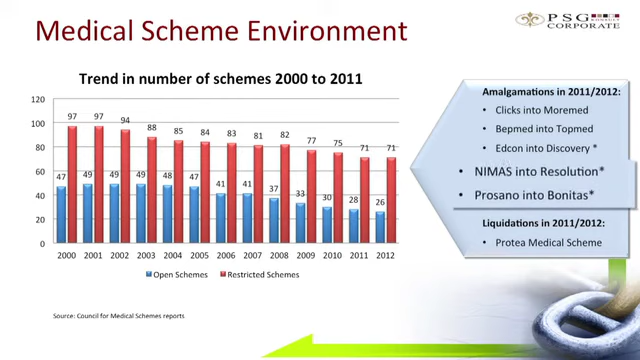 PSG KONSULT
CORPORATE
Medical Scheme Environment
Trend in number of schemes 2000 to 2011
120
100
80
60
40
20
0
97 97 94 88 85 84 83 81 82 77 75 71 71
47 49 49 49 48 47 41 41 37 33 30 28 26
2000 2001 2002 2003 2004 2005 2006 2007 2008 2009 2010 2011 2012
Open Schemes Restricted Schemes
Source: Council for Medical Schemes reports
Amalgamations in 2011/2012:
• Clicks into Moremed
• Bepmed into Topmed
• Edcon into Discovery *
• NIMAS into Resolution*
• Prosano into Bonitas*
Liquidations in 2011/2012:
• Protea Medical Scheme